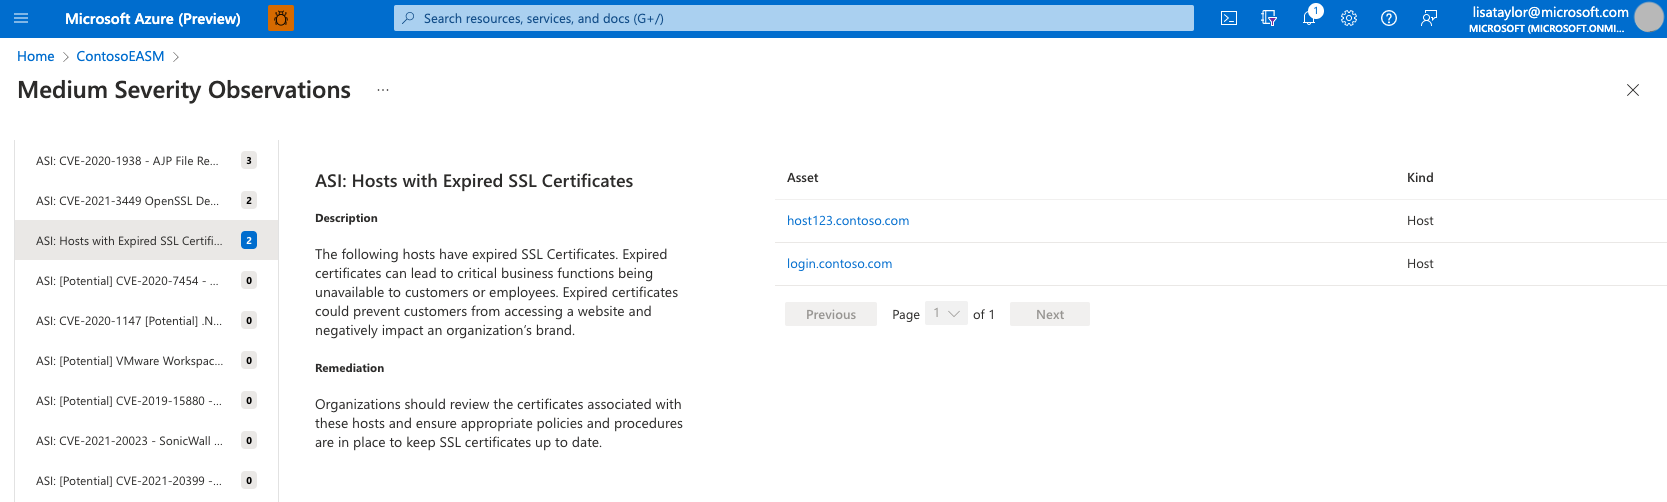 Microsoft Azure (Preview)
Search resources, services, and docs (G+/)
1
lisataylor@microsoft.com
MICROSOFT (MICROSOFT.ONMI...
Home > ContosoEASM >
Medium Severity Observations ...
ASI: CVE-2020-1938 - AJP File Re... 3
ASI: CVE-2021-3449 OpenSSL De... 2
ASI: Hosts with Expired SSL Certifi... 2
ASI: [Potential] CVE-2020-7454 - ... 0
ASI: CVE-2020-1147 [Potential] .N... 0
ASI: [Potential] VMware Workspac... 0
ASI: [Potential] CVE-2019-15880 -... 0
ASI: CVE-2021-20023 - SonicWall ... 0
ASI: [Potential] CVE-2021-20399 -... 0
ASI: Hosts with Expired SSL Certificates
Description
The following hosts have expired SSL Certificates. Expired
certificates can lead to critical business functions being
unavailable to customers or employees. Expired certificates
could prevent customers from accessing a website and
negatively impact an organization's brand.
Remediation
Organizations should review the certificates associated with
these hosts and ensure appropriate policies and procedures
are in place to keep SSL certificates up to date.
Asset Kind
host123.contoso.com Host
login.contoso.com Host
Previous Page 1 of 1 Next